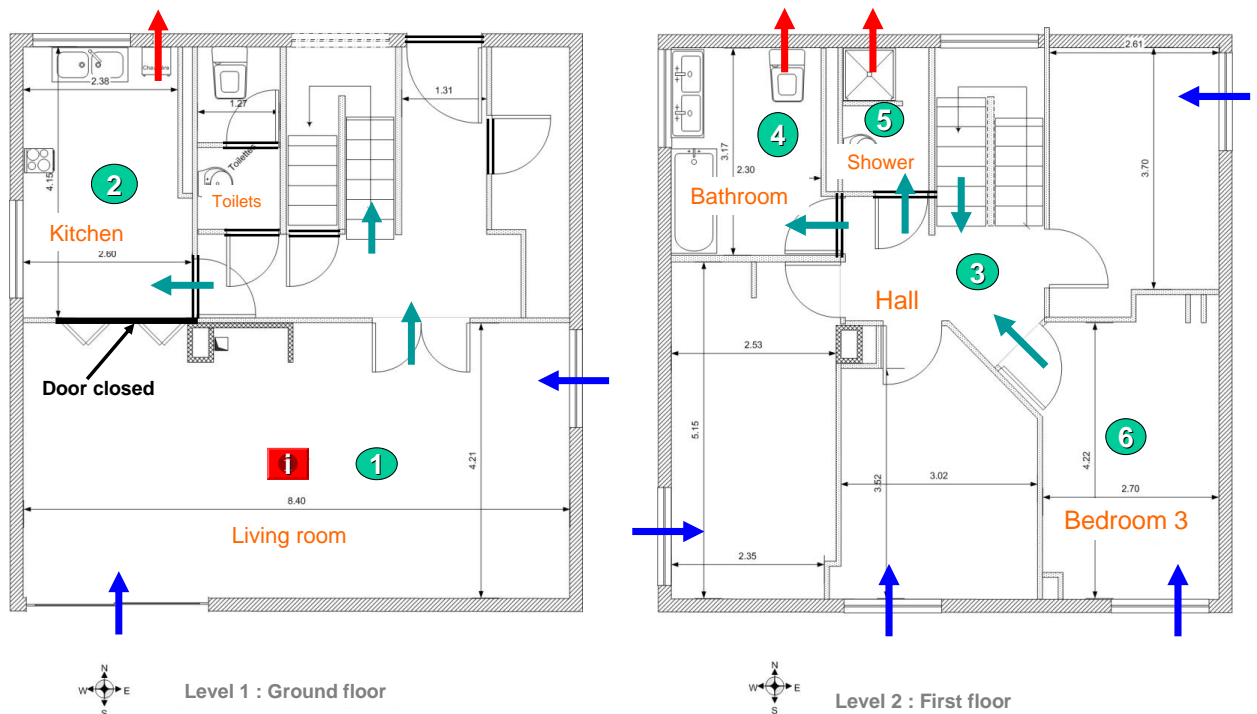 2.38
Chaudière
1.27
1.31
Toilettes
4.15
2
Kitchen
Toilets
2.60
Door closed
i
1
4.21
8.40
Living room
N
W E
S
Level 1 : Ground floor
2.61
4
5
3.17
2.30
Shower
Bathroom
3.70
3
Hall
2.53
5.15
6
4.22
3.52
3.02
2.70
Bedroom 3
2.35
N
W E
S
Level 2 : First floor